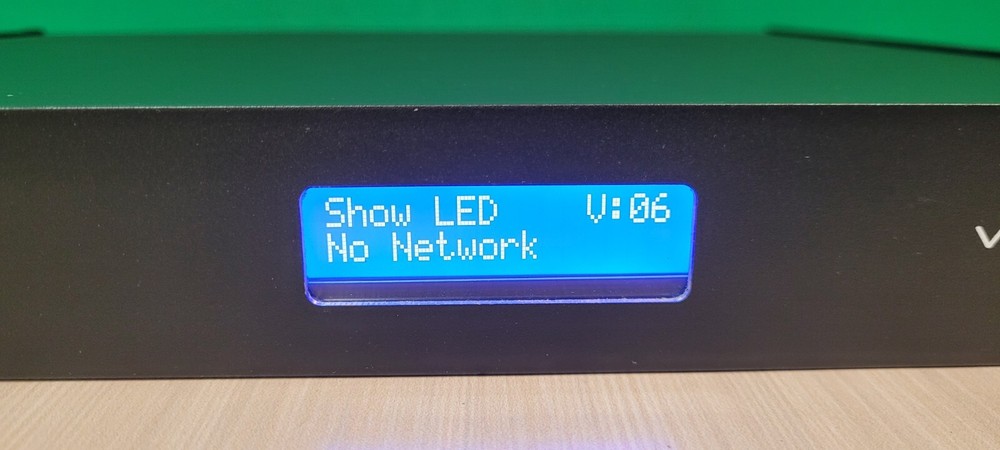 Show LED V:06
No Network